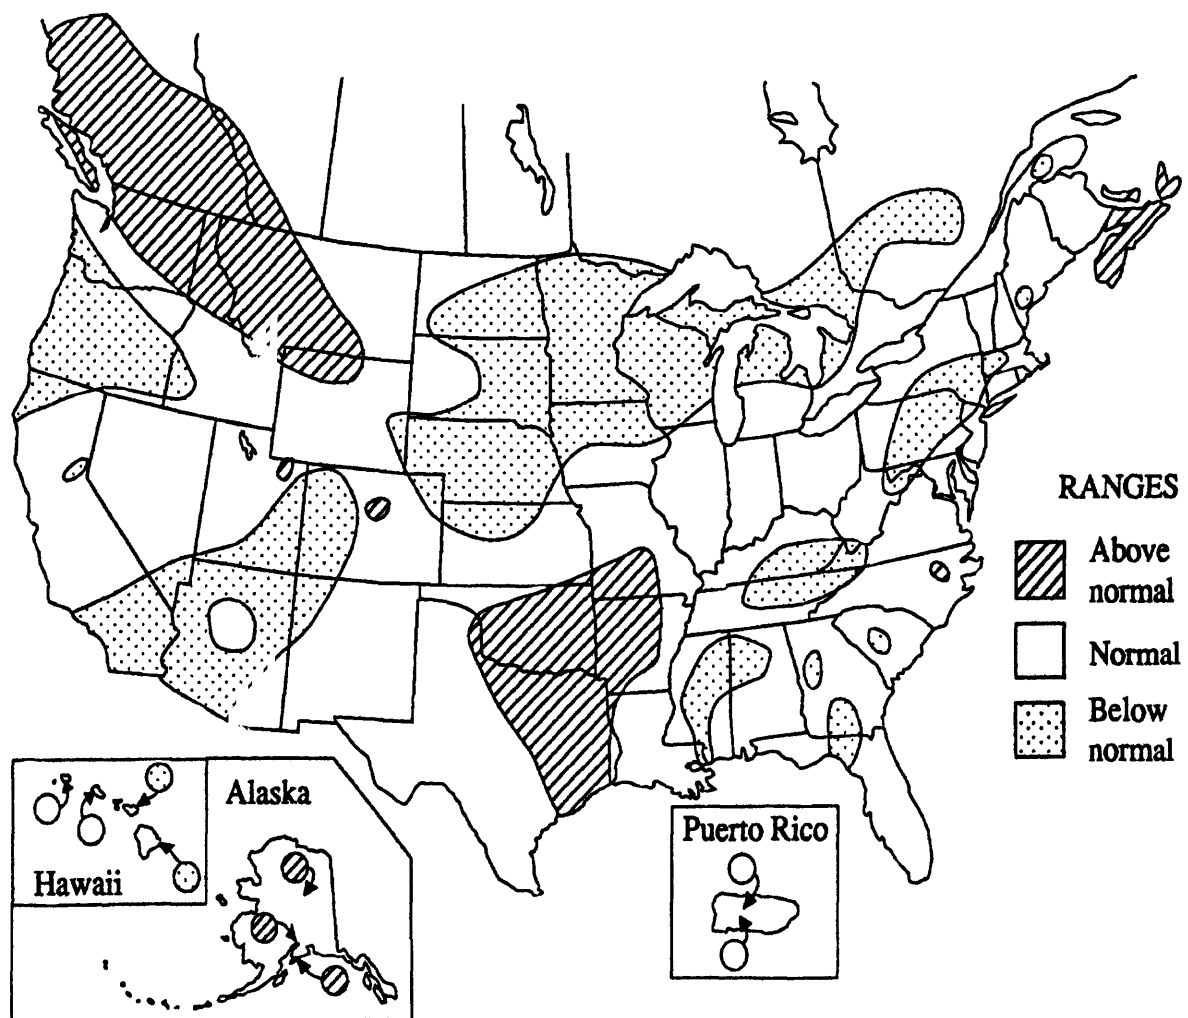 RANGES
Above
normal
Normal
Below
normal
Alaska
Hawaii
Puerto Rico